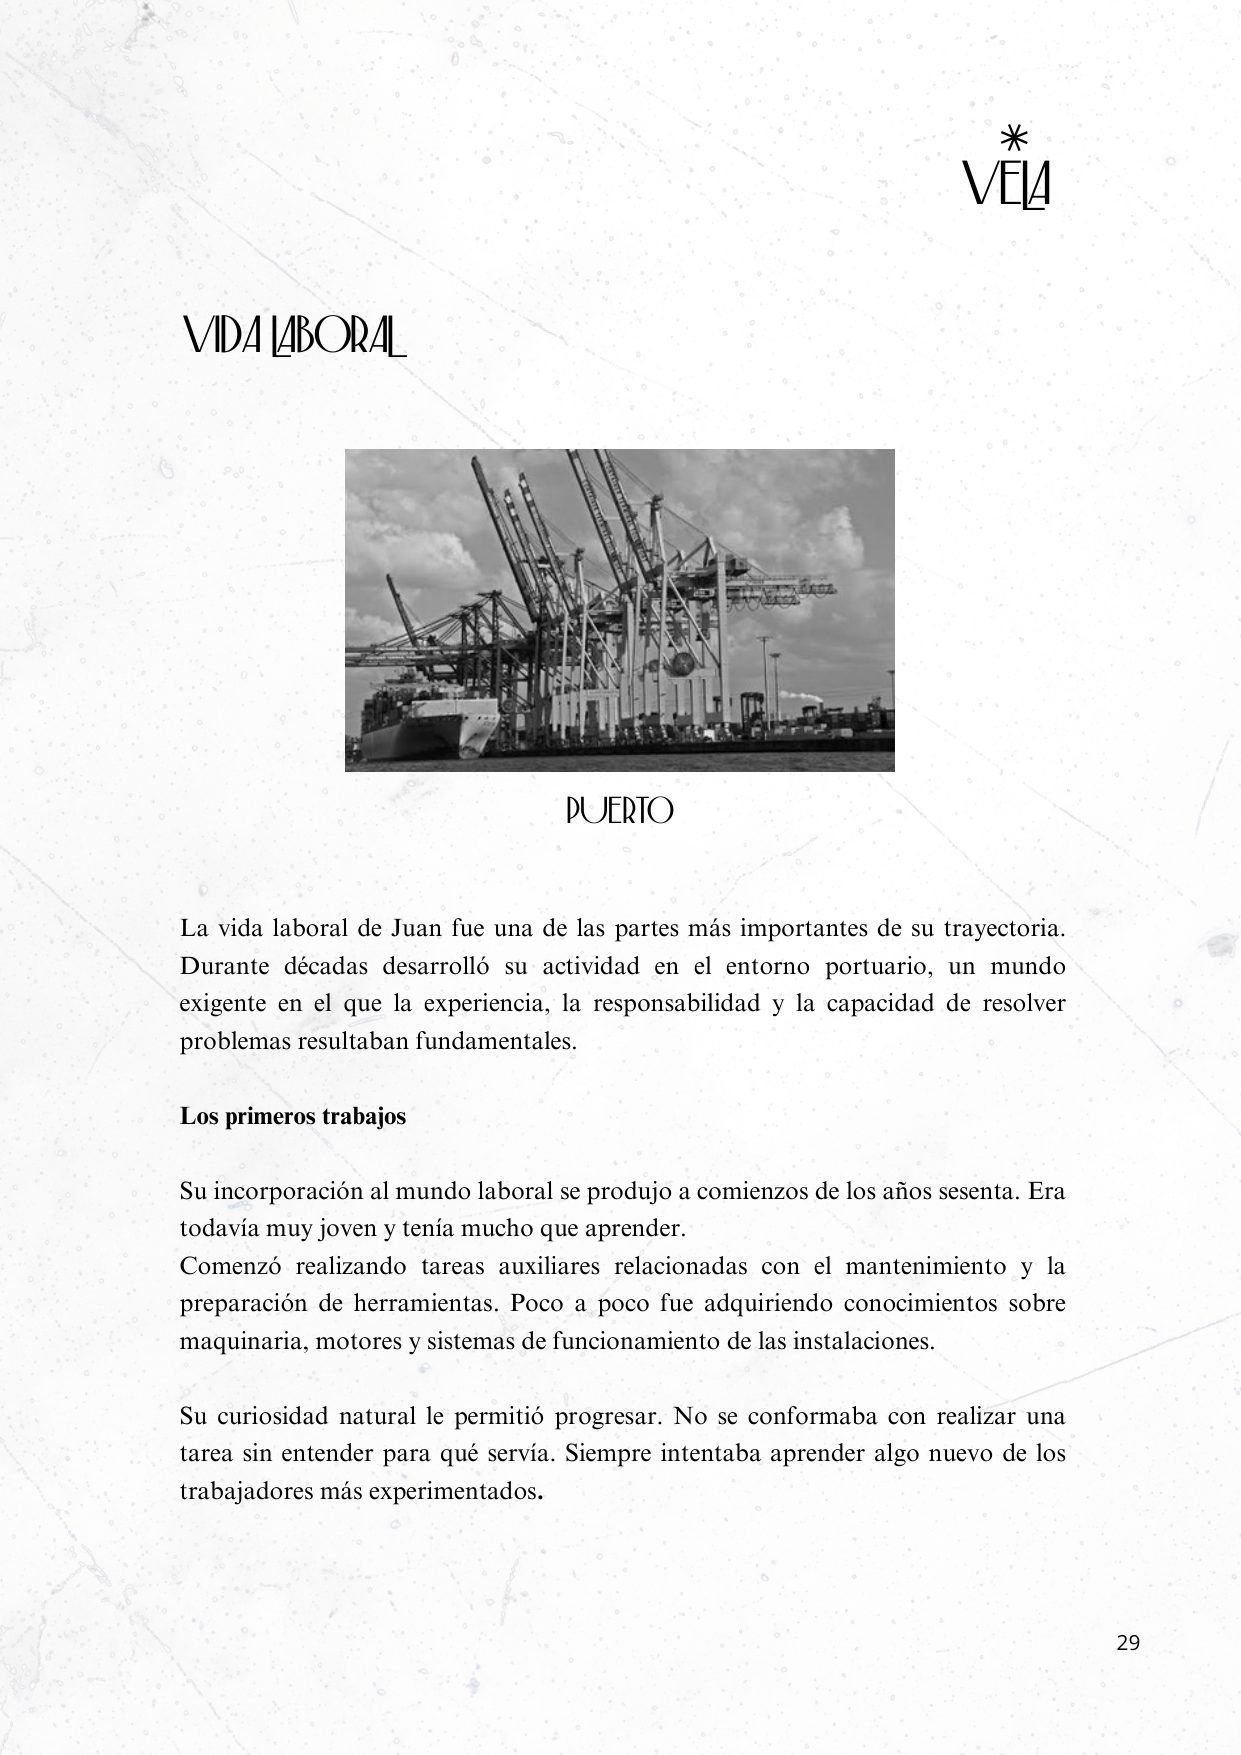 VELA
VIDA LABORAL
PUERTO
La vida laboral de Juan fue una de las partes más importantes de su trayectoria.
Durante décadas desarrolló su actividad en el entorno portuario, un mundo
exigente en el que la experiencia, la responsabilidad y la capacidad de resolver
problemas resultaban fundamentales.
Los primeros trabajos
Su incorporación al mundo laboral se produjo a comienzos de los años sesenta. Era
todavía muy joven y tenía mucho que aprender.
Comenzó realizando tareas auxiliares relacionadas con el mantenimiento y la
preparación de herramientas. Poco a poco fue adquiriendo conocimientos sobre
maquinaria, motores y sistemas de funcionamiento de las instalaciones.
Su curiosidad natural le permitió progresar. No se conformaba con realizar una
tarea sin entender para qué servía. Siempre intentaba aprender algo nuevo de los
trabajadores más experimentados.
29